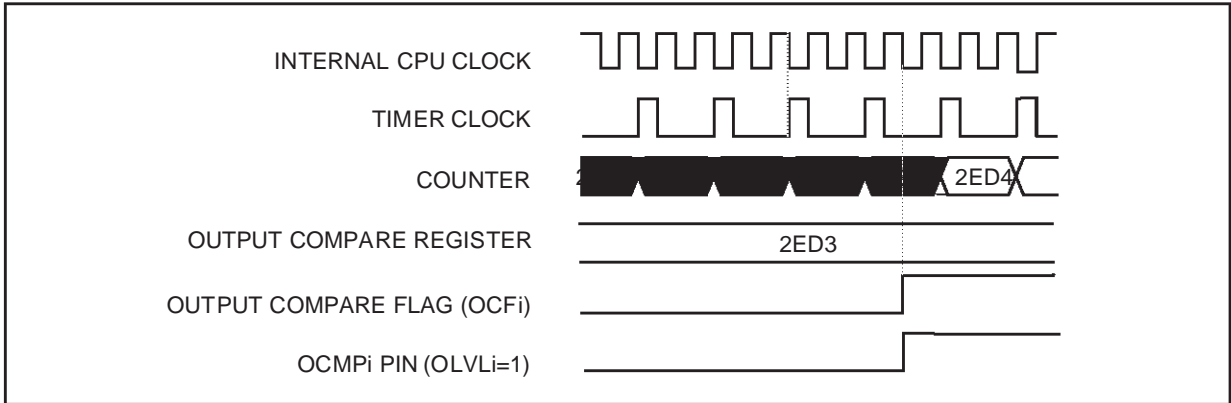 INTERNAL CPU CLOCK
TIMER CLOCK
COUNTER
2ED4
OUTPUT COMPARE REGISTER
2ED3
OUTPUT COMPARE FLAG (OCFi)
OCMPi PIN (OLVLi=1)